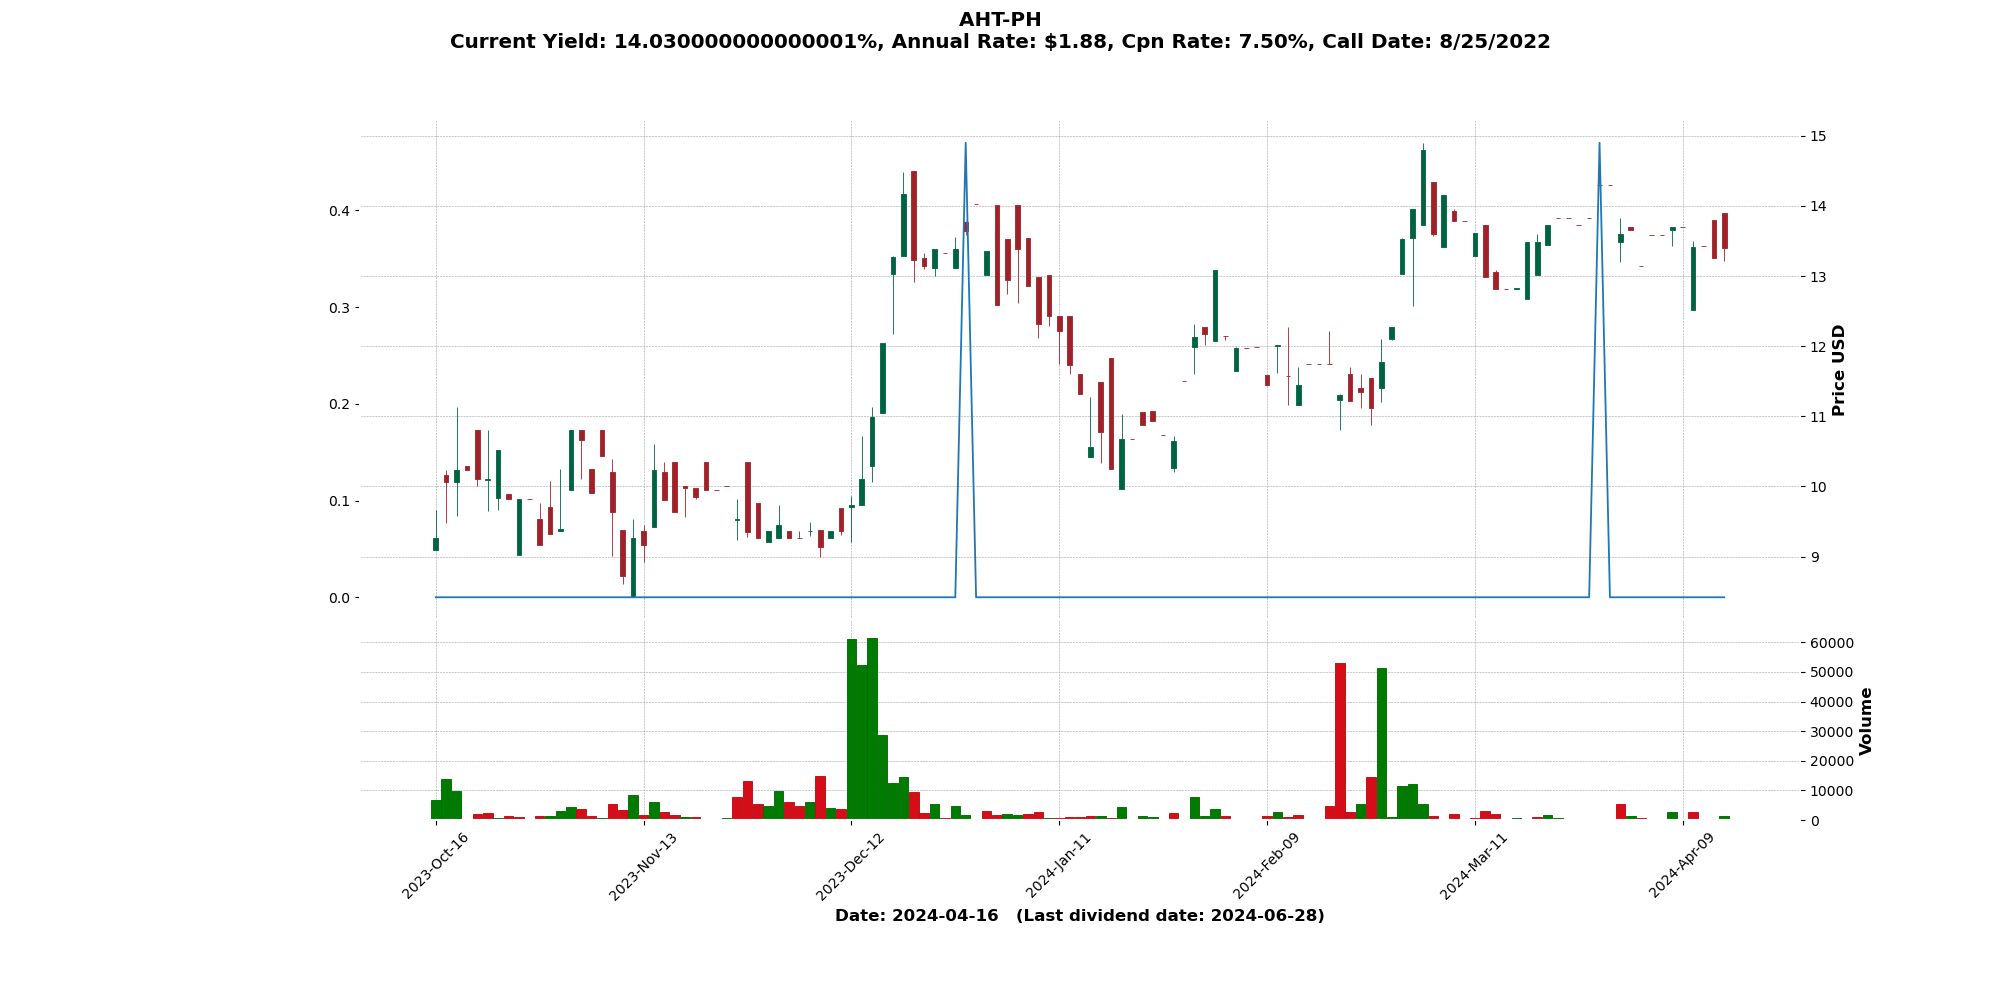 AHT-PH
Current Yield: 14.030000000000001%, Annual Rate: $1.88, Cpn Rate: 7.50%, Call Date: 8/25/2022
0.4
0.3
0.2
0.1
0.0
15
14
13
12
11
10
9
Price USD
60000
50000
40000
30000
20000
10000
0
Volume
2023-Oct-16
2023-Nov-13
2023-Dec-12
2024-Jan-11
2024-Feb-09
2024-Mar-11
2024-Apr-09
Date: 2024-04-16 (Last dividend date: 2024-06-28)